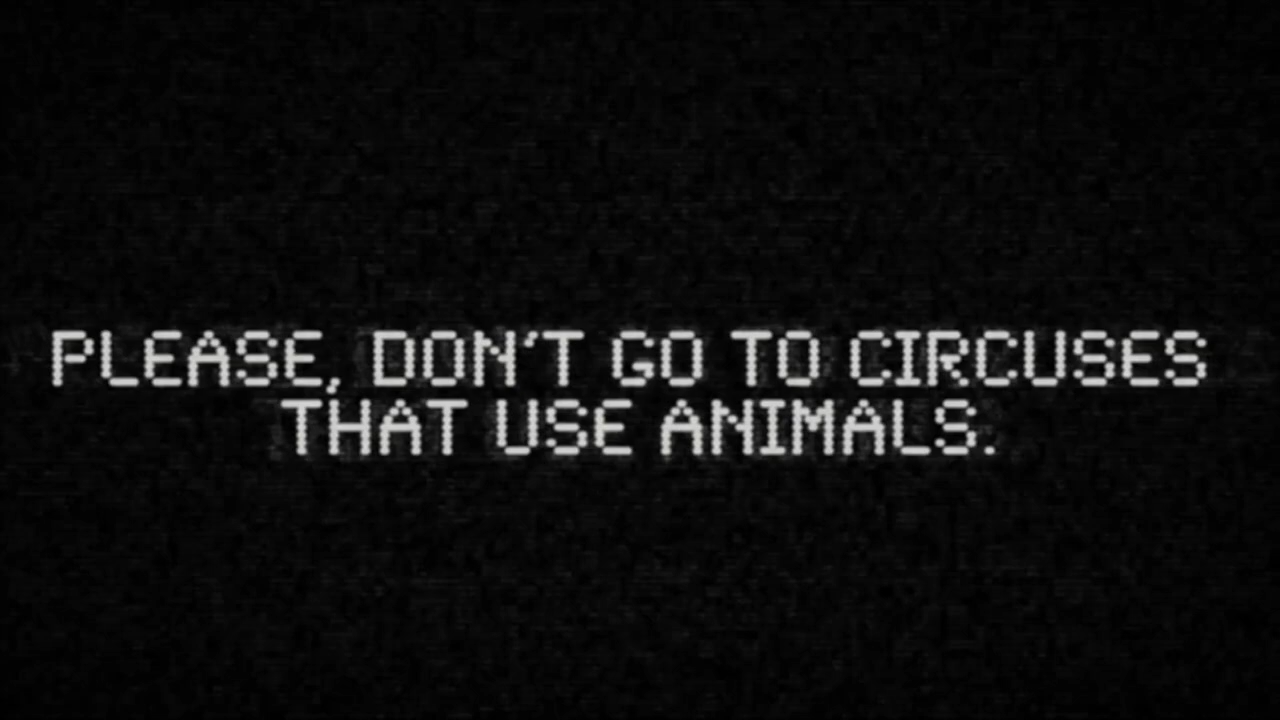 PLEASE, DON'T GO TO CIRCUSES
THAT USE ANIMALS.